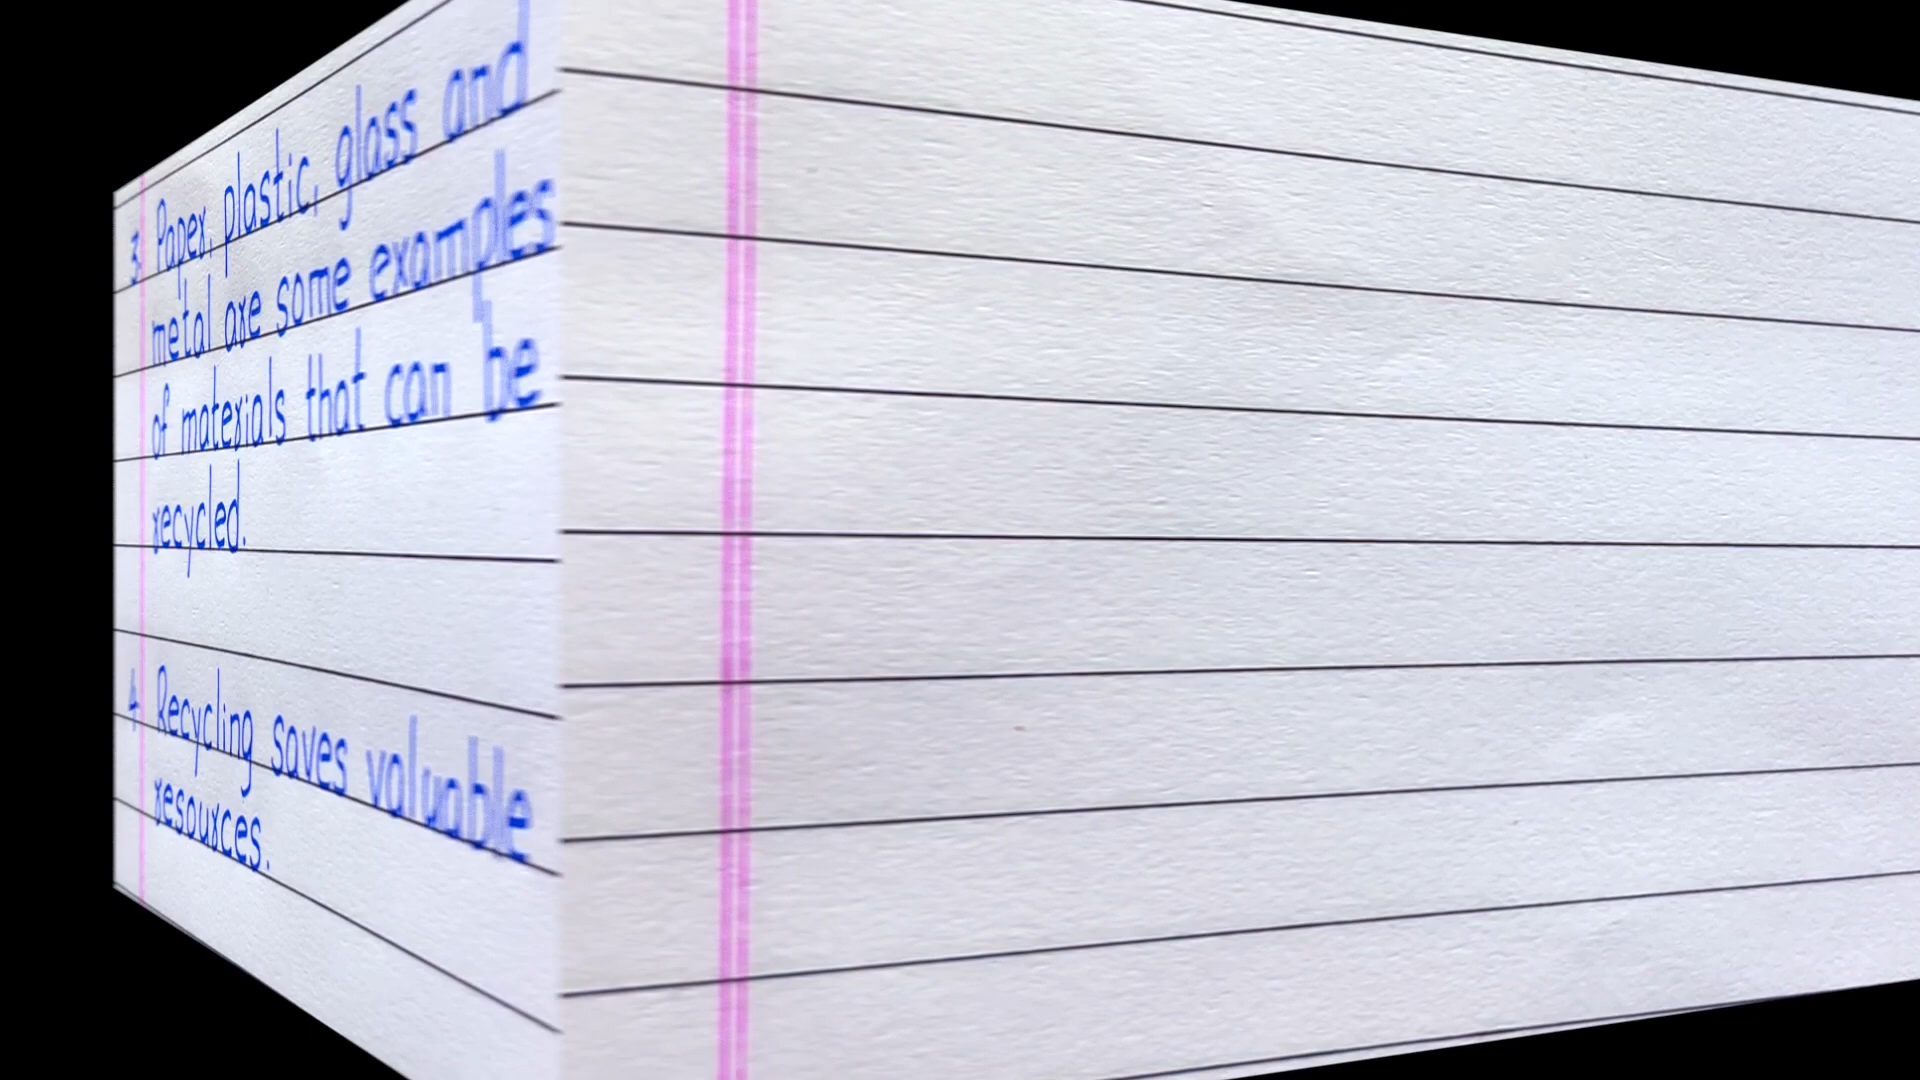 3. Paper, plastic, glass and
metal are some examples
of materials that can be
recycled.
4. Recycling saves valuable
resources.